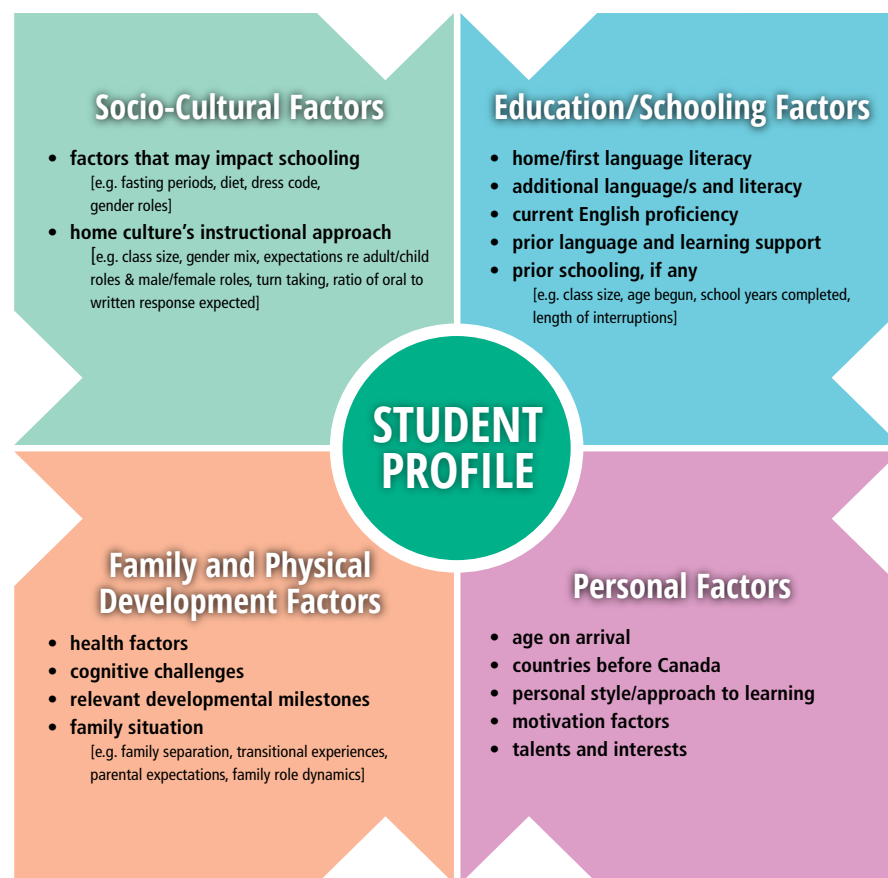 Socio-Cultural Factors
• factors that may impact schooling
[e.g. fasting periods, diet, dress code,
gender roles]
• home culture's instructional approach
[e.g. class size, gender mix, expectations re adult/child
roles & male/female roles, turn taking, ratio of oral to
written response expected]
Education/Schooling Factors
• home/first language literacy
• additional language/s and literacy
• current English proficiency
• prior language and learning support
• prior schooling, if any
[e.g. class size, age begun, school years completed,
length of interruptions]
STUDENT
PROFILE
Family and Physical
Development Factors
• health factors
• cognitive challenges
• relevant developmental milestones
• family situation
[e.g. family separation, transitional experiences,
parental expectations, family role dynamics]
Personal Factors
• age on arrival
• countries before Canada
• personal style/approach to learning
• motivation factors
• talents and interests